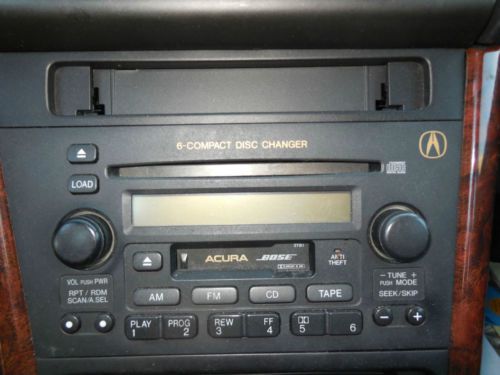 6-COMPACT DISC CHANGER
LOAD
ACURA BOSE
ANTI
THEFT
VOL PUSH PWR
RPT / RDM
SCAN/A.SEL
AM FM CD TAPE
– TUNE +
PUSH MODE
SEEK/SKIP
PLAY PROG REW FF
1 2 3 4 5 6
– +